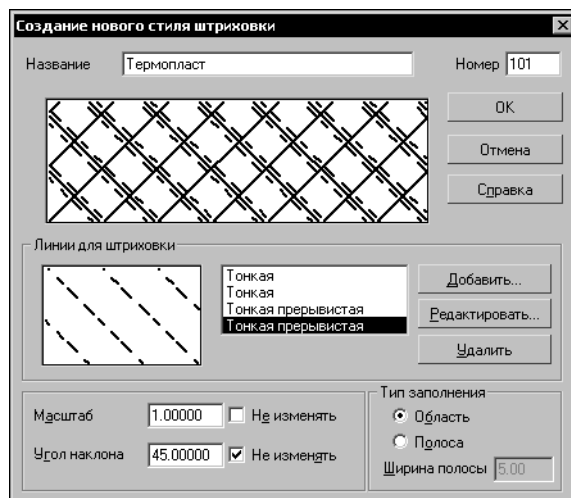 Создание нового стиля штриховки
Название Термопласт Номер 101
OK
Отмена
Справка
Линии для штриховки
Тонкая
Тонкая
Тонкая прерывистая
Тонкая прерывистая
Добавить...
Редактировать...
Удалить
Масштаб 1.00000 Не изменять
Угол наклона 45.00000 Не изменять
Тип заполнения
Область
Полоса
Ширина полосы 5.00